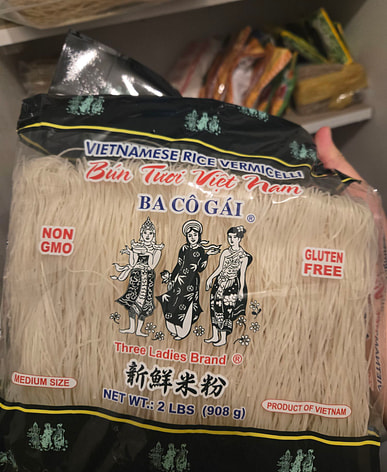 VIETNAMESE RICE VERMICELLI
Bún Tươi Việt Nam
BA CÔ GÁI ®
NON
GMO
GLUTEN
FREE
Three Ladies Brand ®
新鮮米粉
MEDIUM SIZE
NET WT.: 2 LBS (908 g)
PRODUCT OF VIETNAM